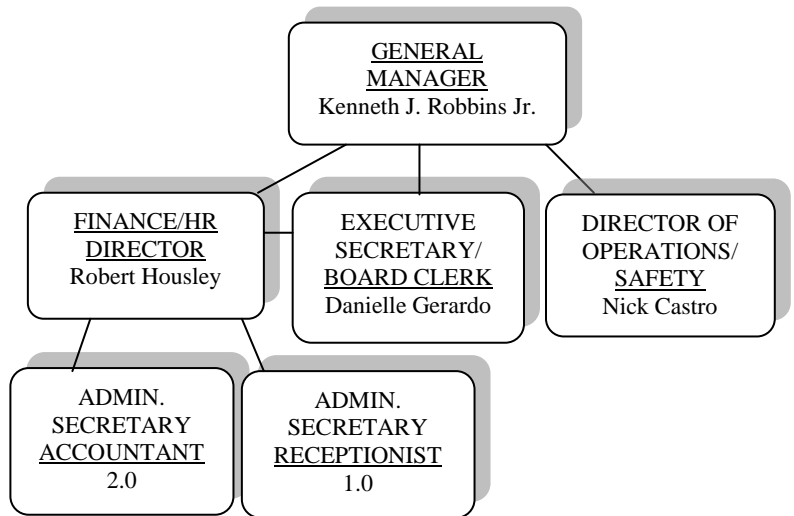 GENERAL
MANAGER
Kenneth J. Robbins Jr.
FINANCE/HR
DIRECTOR
Robert Housley
EXECUTIVE
SECRETARY/
BOARD CLERK
Danielle Gerardo
DIRECTOR OF
OPERATIONS/
SAFETY
Nick Castro
ADMIN.
SECRETARY
ACCOUNTANT
2.0
ADMIN.
SECRETARY
RECEPTIONIST
1.0